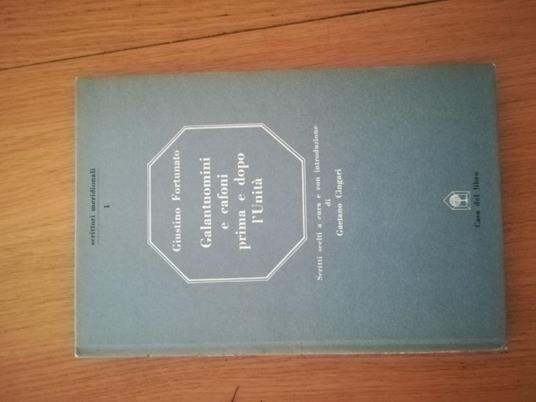 scrittori meridionali
1
Giustino Fortunato
Galantuomini
e cafoni
prima e dopo
l'Unità
Scritti scelti a cura e con introduzione
di
Gaetano Cingari
Casa del libro